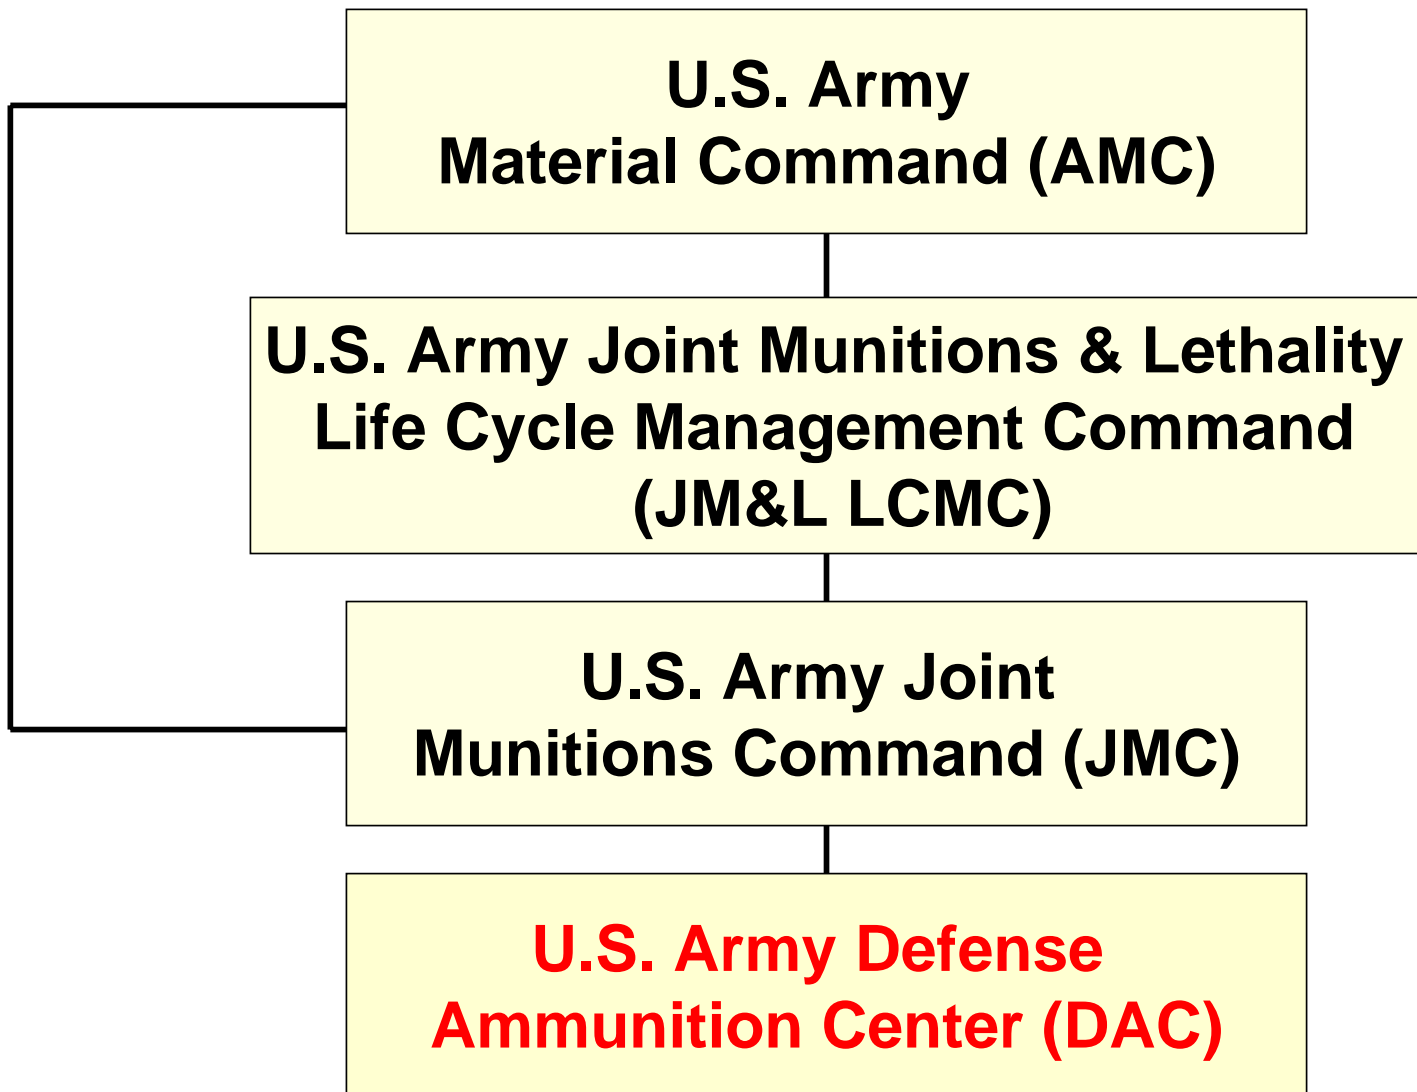 U.S. Army
Material Command (AMC)
U.S. Army Joint Munitions & Lethality
Life Cycle Management Command
(JM&L LCMC)
U.S. Army Joint
Munitions Command (JMC)
U.S. Army Defense
Ammunition Center (DAC)